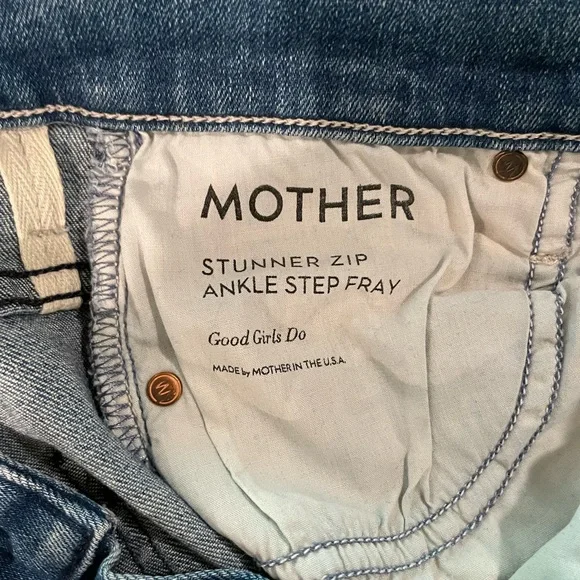 MOTHER
STUNNER ZIP
ANKLE STEP FRAY
Good Girls Do
MADE by MOTHER IN THE U.S.A.